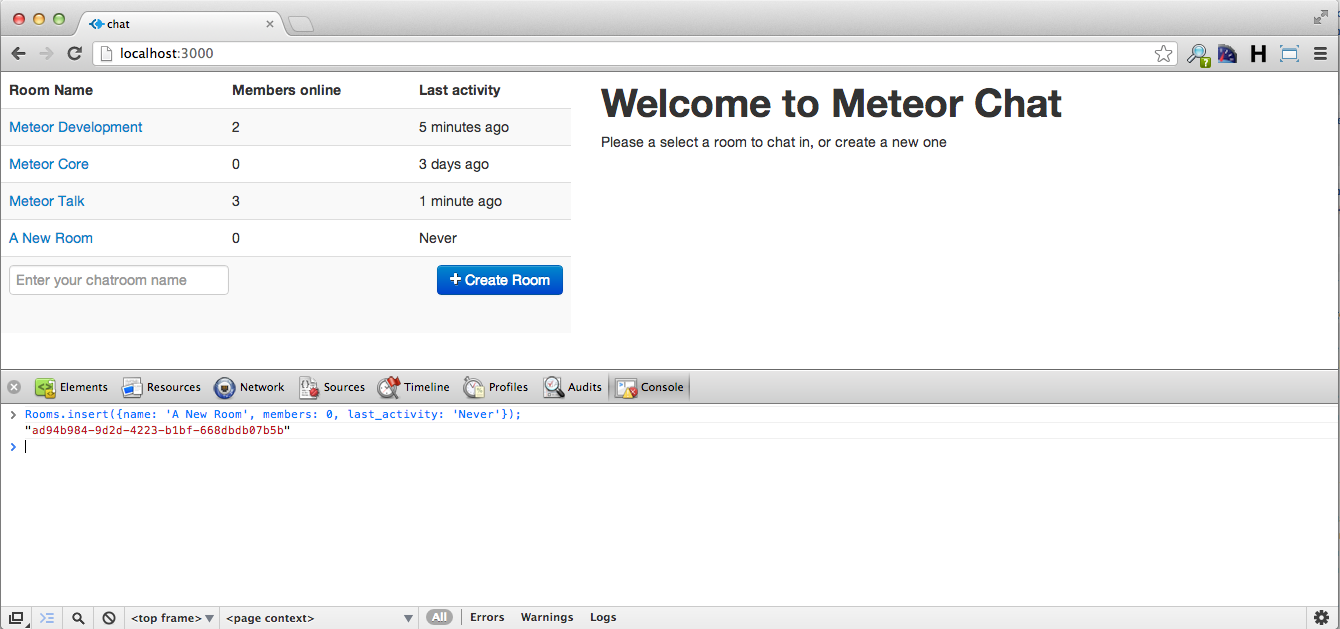 chat
localhost:3000
Room Name Members online Last activity
Meteor Development 2 5 minutes ago
Meteor Core 0 3 days ago
Meteor Talk 3 1 minute ago
A New Room 0 Never
Enter your chatroom name + Create Room
Welcome to Meteor Chat
Please a select a room to chat in, or create a new one
Elements Resources Network Sources Timeline Profiles Audits Console
> Rooms.insert({name: 'A New Room', members: 0, last_activity: 'Never'});
"ad94b984-9d2d-4223-b1bf-668dbdb07b5b"
>
<top frame> <page context> All Errors Warnings Logs